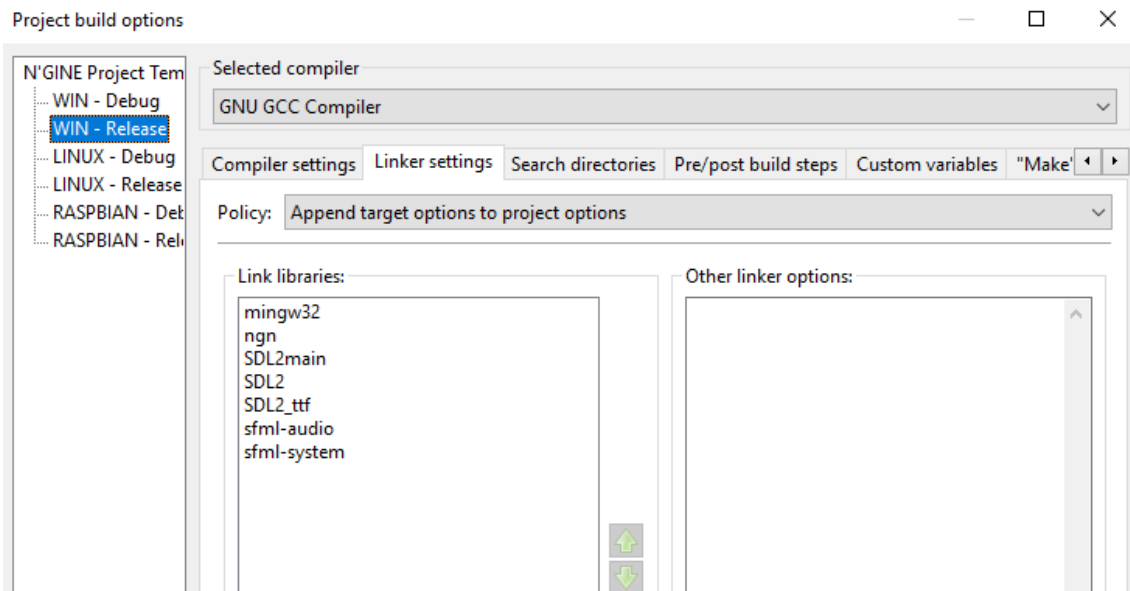 Project build options
N'GINE Project Tem
WIN - Debug
WIN - Release
LINUX - Debug
LINUX - Release
RASPBIAN - Deb
RASPBIAN - Rel
Selected compiler
GNU GCC Compiler
Compiler settings Linker settings Search directories Pre/post build steps Custom variables "Make"
Policy: Append target options to project options
Link libraries:
mingw32
ngn
SDL2main
SDL2
SDL2_ttf
sfml-audio
sfml-system
Other linker options: